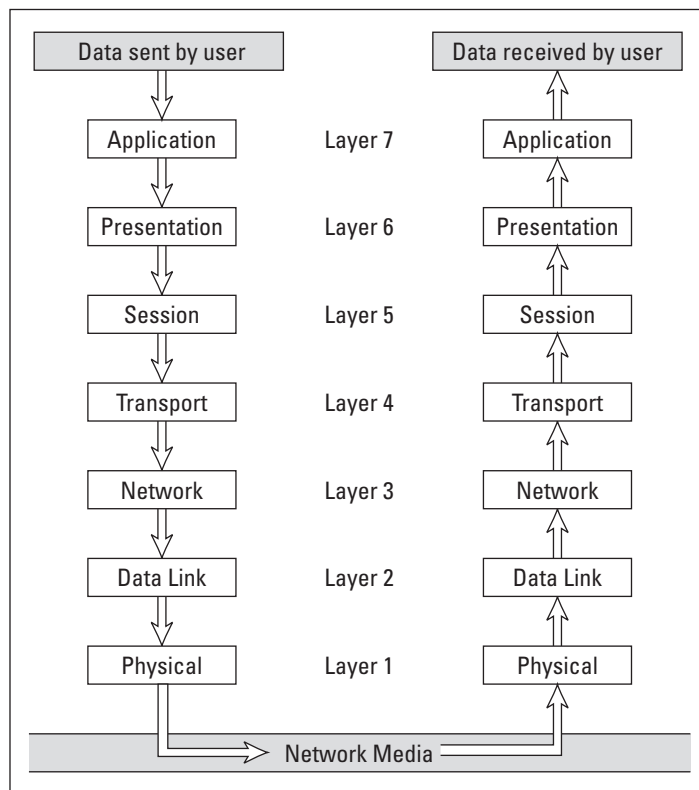 Data sent by user Data received by user
Application Layer 7 Application
Presentation Layer 6 Presentation
Session Layer 5 Session
Transport Layer 4 Transport
Network Layer 3 Network
Data Link Layer 2 Data Link
Physical Layer 1 Physical
Network Media